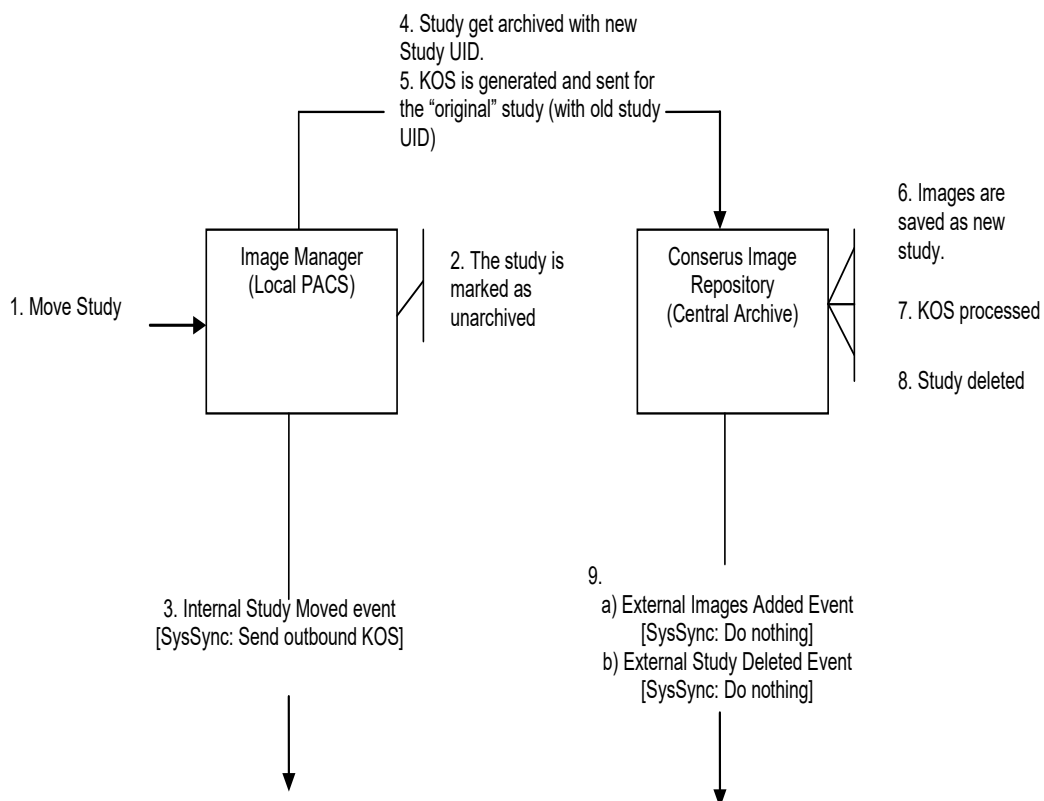 4. Study get archived with new
Study UID.
5. KOS is generated and sent for
the “original” study (with old study
UID)
1. Move Study
Image Manager
(Local PACS)
2. The study is
marked as
unarchived
Conserus Image
Repository
(Central Archive)
6. Images are
saved as new
study.
7. KOS processed
8. Study deleted
3. Internal Study Moved event
[SysSync: Send outbound KOS]
9.
a) External Images Added Event
[SysSync: Do nothing]
b) External Study Deleted Event
[SysSync: Do nothing]